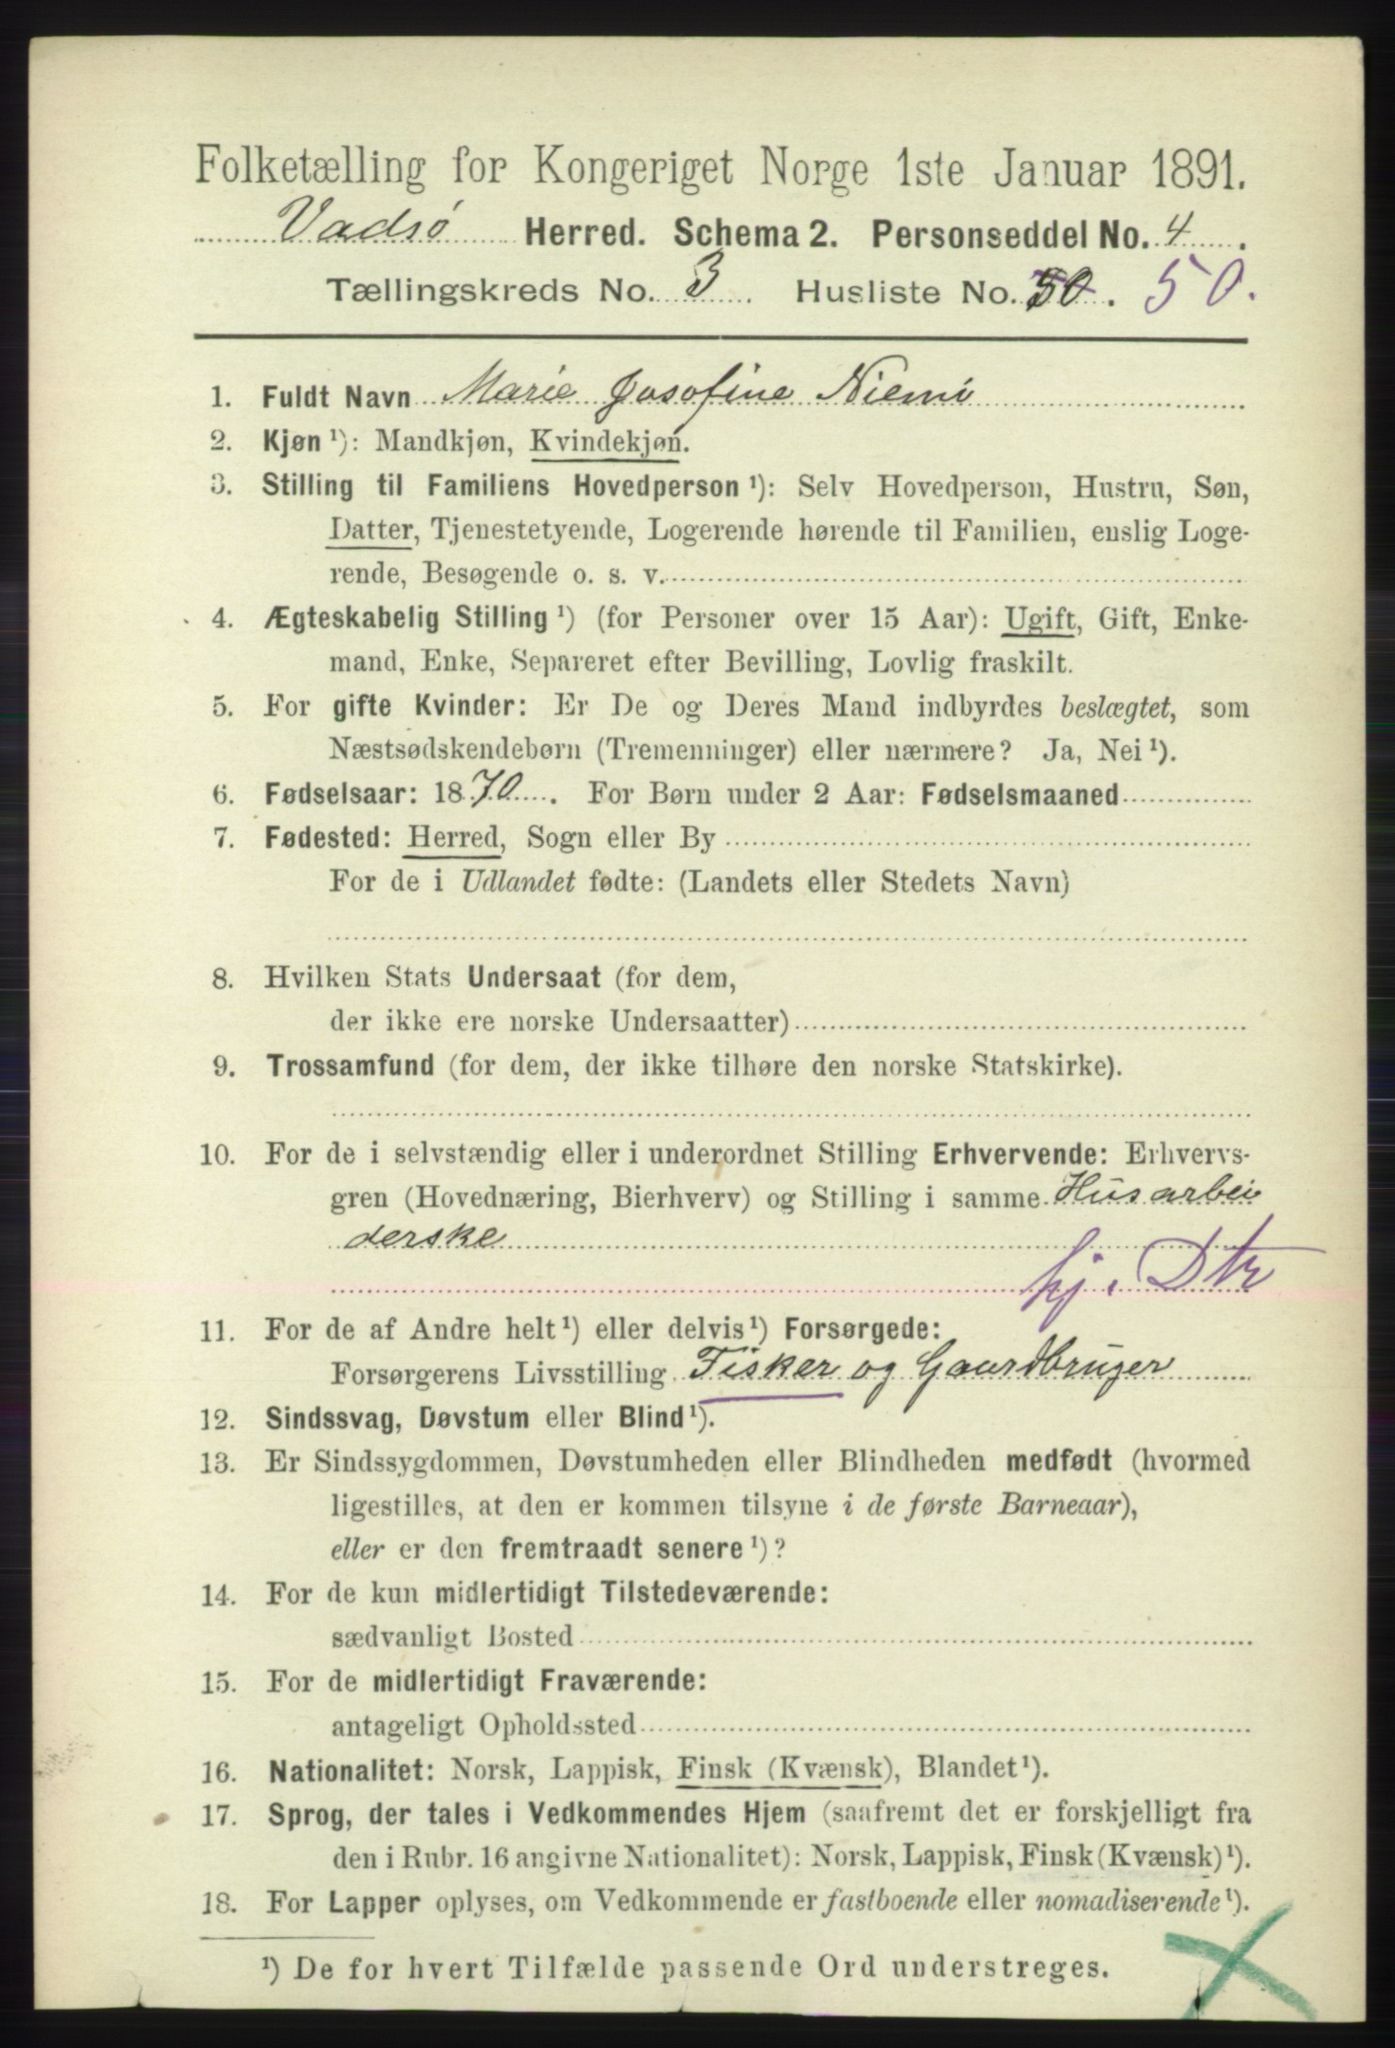 Folketælling for Kongeriget Norge 1ste Januar 1891.
Vadsø Herred. Schema 2. Personseddel No. 4.
Tællingskreds No. 3 Husliste No. 50. 50.
1. Fuldt Navn Marie Josofine Niemi
2. Kjøn ¹): Mandkjøn, Kvindekjøn.
3. Stilling til Familiens Hovedperson ¹): Selv Hovedperson, Hustru, Søn,
Datter, Tjenestetyende, Logerende hørende til Familien, enslig Loge-
rende, Besøgende o. s. v.
4. Ægteskabelig Stilling ¹) (for Personer over 15 Aar): Ugift, Gift, Enke-
mand, Enke, Separeret efter Bevilling, Lovlig fraskilt.
5. For gifte Kvinder: Er De og Deres Mand indbyrdes beslægtet, som
Næstsødskendebørn (Tremenninger) eller nærmere? Ja, Nei ¹).
6. Fødselsaar: 1870. For Børn under 2 Aar: Fødselsmaaned
7. Fødested: Herred, Sogn eller By
For de i Udlandet fødte: (Landets eller Stedets Navn)
8. Hvilken Stats Undersaat (for dem,
der ikke ere norske Undersaatter)
9. Trossamfund (for dem, der ikke tilhøre den norske Statskirke).
10. For de i selvstændig eller i underordnet Stilling Erhvervende: Erhvervs-
gren (Hovednæring, Bierhverv) og Stilling i samme Husarbei
derske
hj. Dtr
11. For de af Andre helt ¹) eller delvis ¹) Forsørgede:
Forsørgerens Livsstilling Fisker og Gaardbruger
12. Sindssvag, Døvstum eller Blind ¹).
13. Er Sindssygdommen, Døvstumheden eller Blindheden medfødt (hvormed
ligestilles, at den er kommen tilsyne i de første Barneaar),
eller er den fremtraadt senere ¹)?
14. For de kun midlertidigt Tilstedeværende:
sædvanligt Bosted
15. For de midlertidigt Fraværende:
antageligt Opholdssted
16. Nationalitet: Norsk, Lappisk, Finsk (Kvænsk), Blandet ¹).
17. Sprog, der tales i Vedkommendes Hjem (saafremt det er forskjelligt fra
den i Rubr. 16 angivne Nationalitet): Norsk, Lappisk, Finsk (Kvænsk) ¹).
18. For Lapper oplyses, om Vedkommende er fastboende eller nomadiserende ¹).
¹) De for hvert Tilfælde passende Ord understreges.